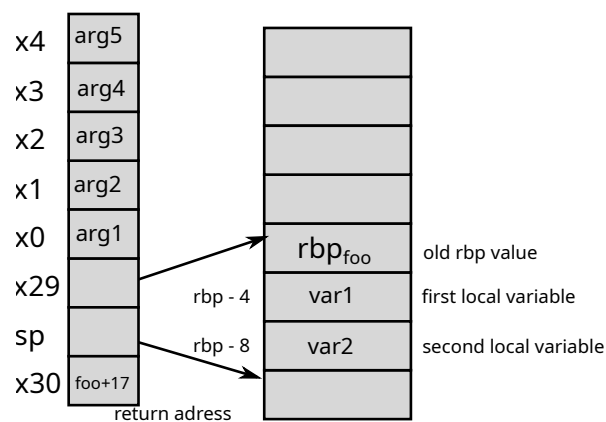 x4 arg5
x3 arg4
x2 arg3
x1 arg2
x0 arg1
rbpfoo old rbp value
x29 rbp - 4 var1 first local variable
sp rbp - 8 var2 second local variable
x30 foo+17
return adress